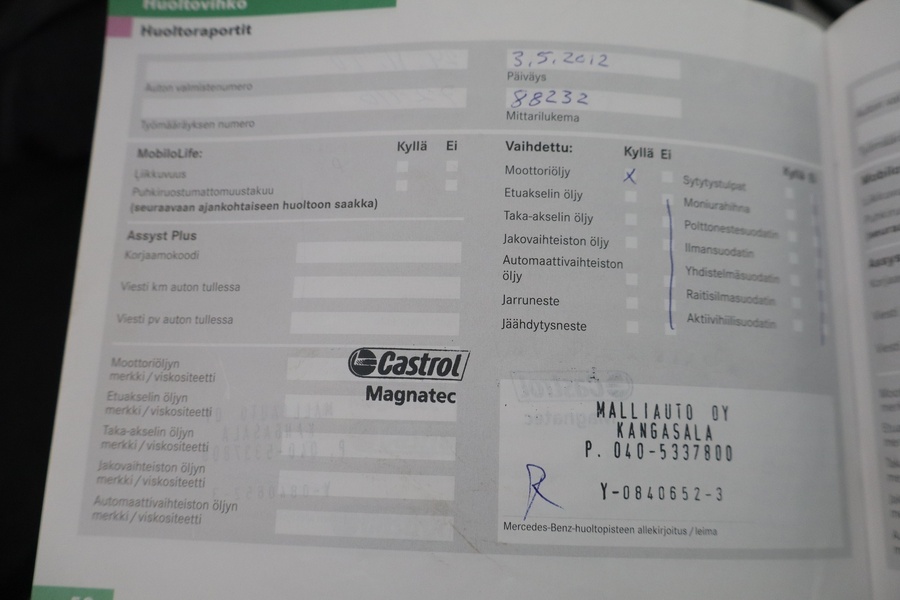 Huoltovihko
Huoltoraportit
Auton valmistenumero
Työmääräyksen numero
3.5.2012
Päiväys
88232
Mittarilukema
MobiloLife: Kyllä Ei
Liikkuvuus
Puhkiruostumattomuustakuu
(seuraavaan ajankohtaiseen huoltoon saakka)
Assyst Plus
Korjaamokoodi
Viesti km auton tullessa
Viesti pv auton tullessa
Moottoriöljyn
merkki / viskositeetti
Castrol
Magnatec
Etuakselin öljyn
merkki / viskositeetti
Taka-akselin öljyn
merkki / viskositeetti
Jakovaihteiston öljyn
merkki / viskositeetti
Automaattivaihteiston öljyn
merkki / viskositeetti
Vaihdettu: Kyllä Ei
Moottoriöljy X
Etuakselin öljy
Taka-akselin öljy
Jakovaihteiston öljy
Automaattivaihteiston
öljy
Jarruneste
Jäähdytysneste
Kyllä Ei
Sytytystulpat
Moniurahihna
Polttonestesuodatin
Ilmansuodatin
Yhdistelmäsuodatin
Raitisilmasuodatin
Aktiivihiilisuodatin
MALLIAUTO OY
KANGASALA
P. 040-5337800
Y-0840652-3
Mercedes-Benz-huoltopisteen allekirjoitus / leima